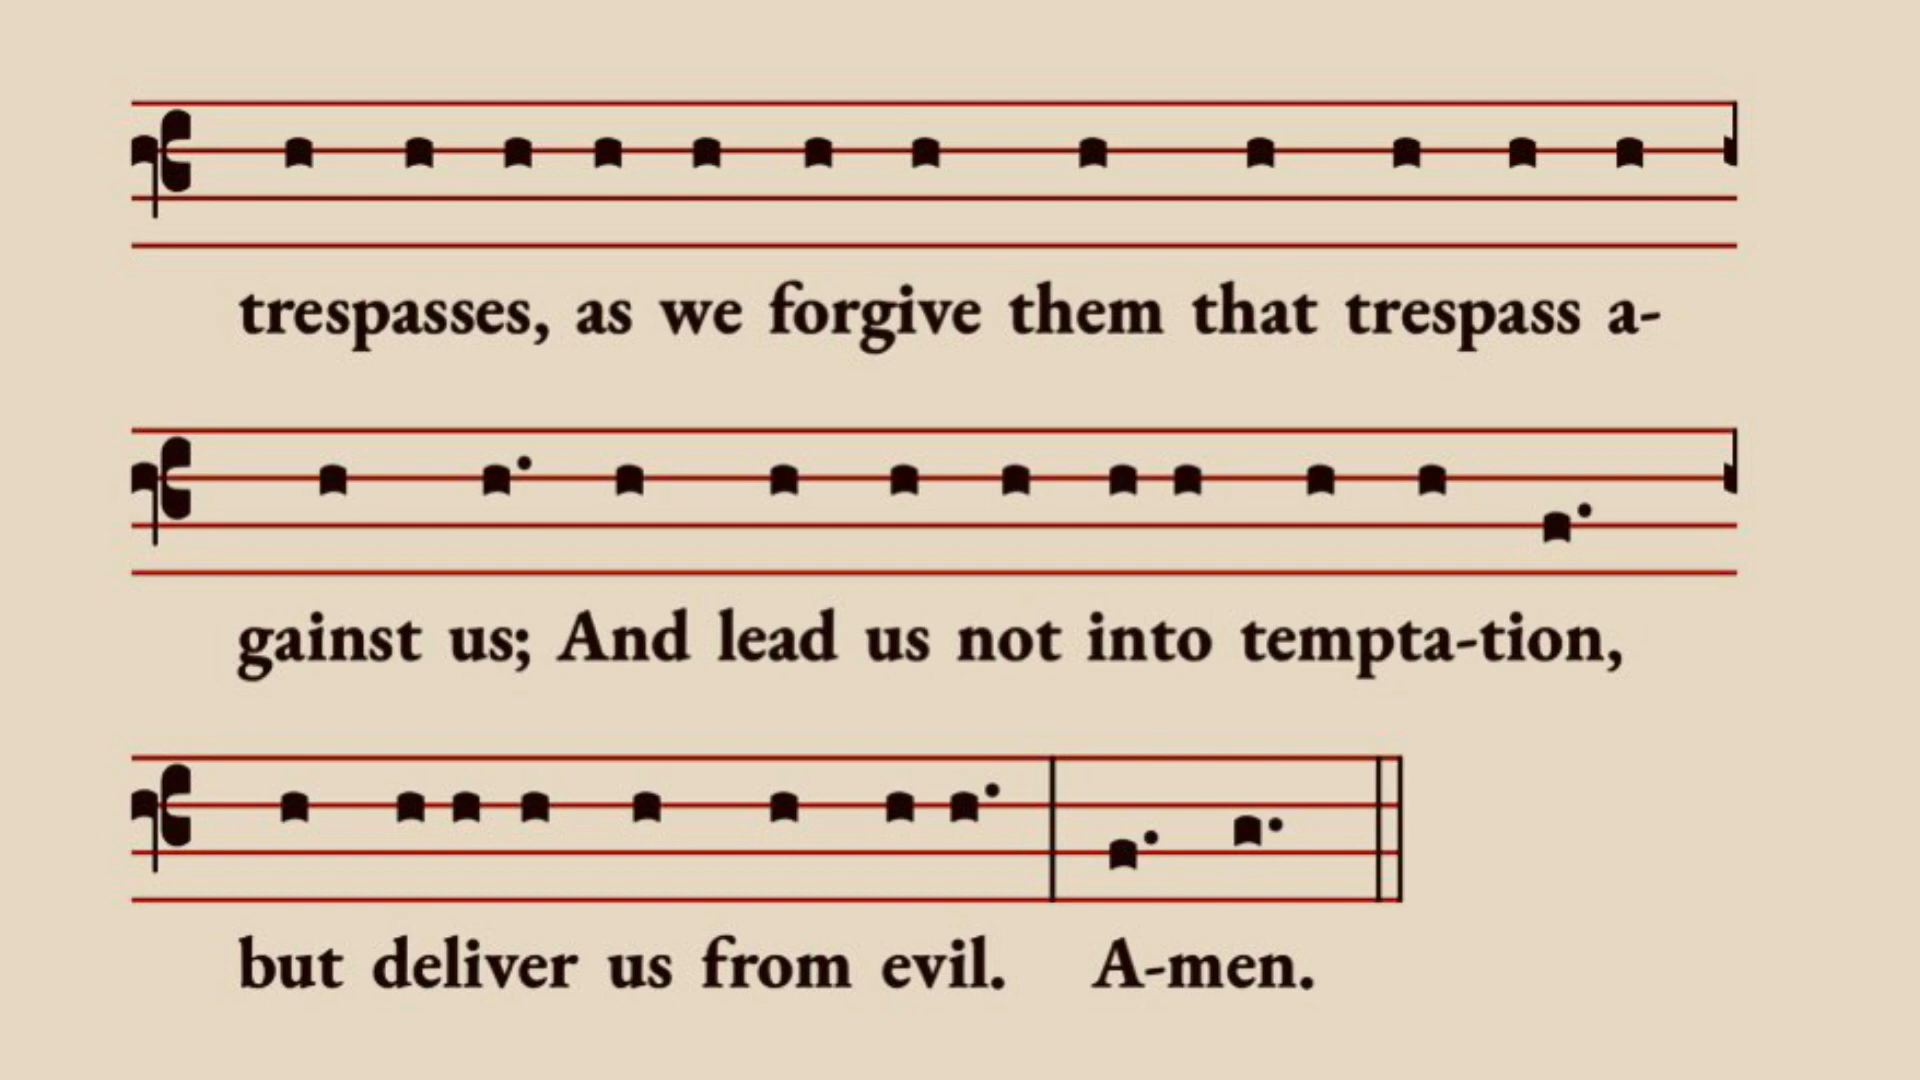 trespasses, as we forgive them that trespass a-
gainst us; And lead us not into tempta-tion,
but deliver us from evil. A-men.